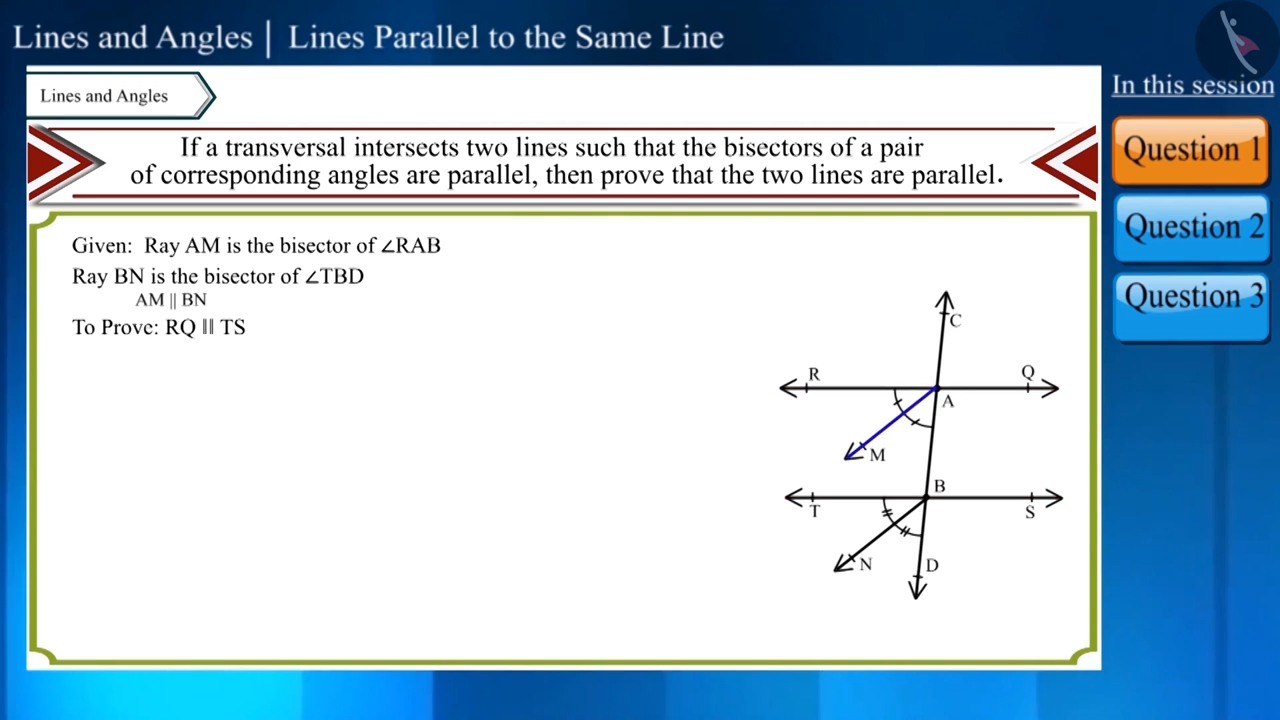 Lines and Angles | Lines Parallel to the Same Line
In this session
Lines and Angles
If a transversal intersects two lines such that the bisectors of a pair
of corresponding angles are parallel, then prove that the two lines are parallel.
Question 1
Question 2
Question 3
Given: Ray AM is the bisector of ∠RAB
Ray BN is the bisector of ∠TBD
AM || BN
To Prove: RQ || TS
C
R
Q
A
M
B
T
S
N
D